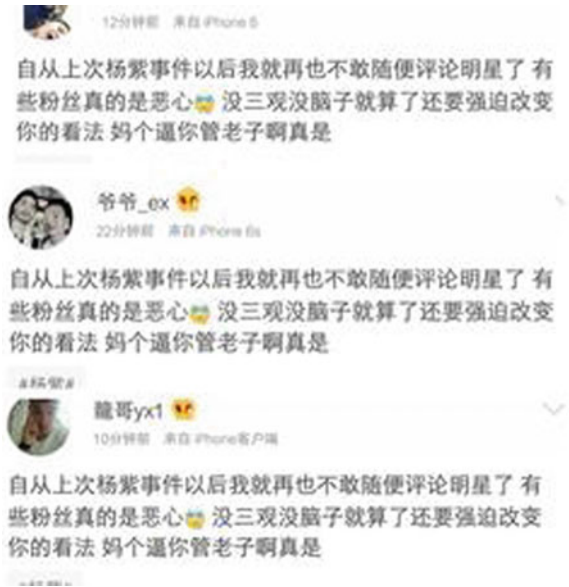 12分钟前 来自 iPhone 6
自从上次杨紫事件以后我就再也不敢随便评论明星了 有
些粉丝真的是恶心 没三观没脑子就算了还要强迫改变
你的看法 妈个逼你管老子啊真是
爷爷_ex
22分钟前 来自 iPhone 6s
自从上次杨紫事件以后我就再也不敢随便评论明星了 有
些粉丝真的是恶心 没三观没脑子就算了还要强迫改变
你的看法 妈个逼你管老子啊真是
龍哥yx1
10分钟前 来自 iPhone客户端
自从上次杨紫事件以后我就再也不敢随便评论明星了 有
些粉丝真的是恶心 没三观没脑子就算了还要强迫改变
你的看法 妈个逼你管老子啊真是